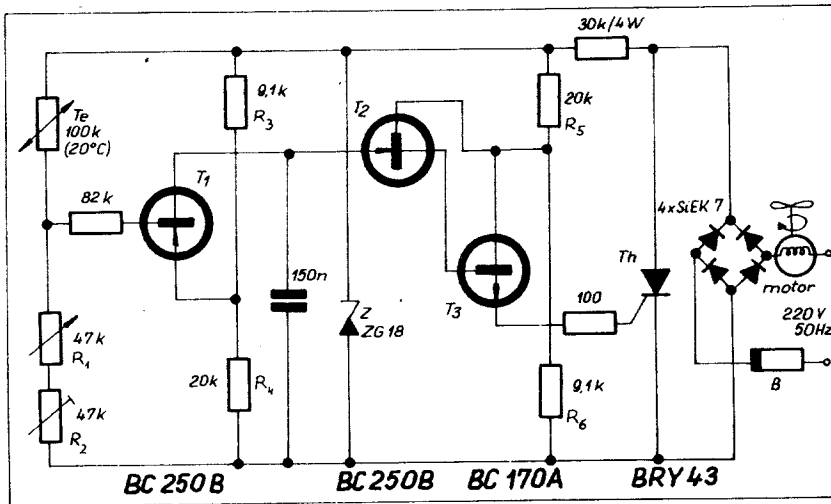 30k/4W
Te
100k
(20°C)
9,1k
R3
T2
20k
R5
82k
T1
4xSiEK 7
150n
Th
motor
T3
100
Z
ZG 18
220V
50Hz
47k
R1
20k
R4
B
47k
R2
9,1k
R6
BC 250 B
BC 250B
BC 170A
BRY 43